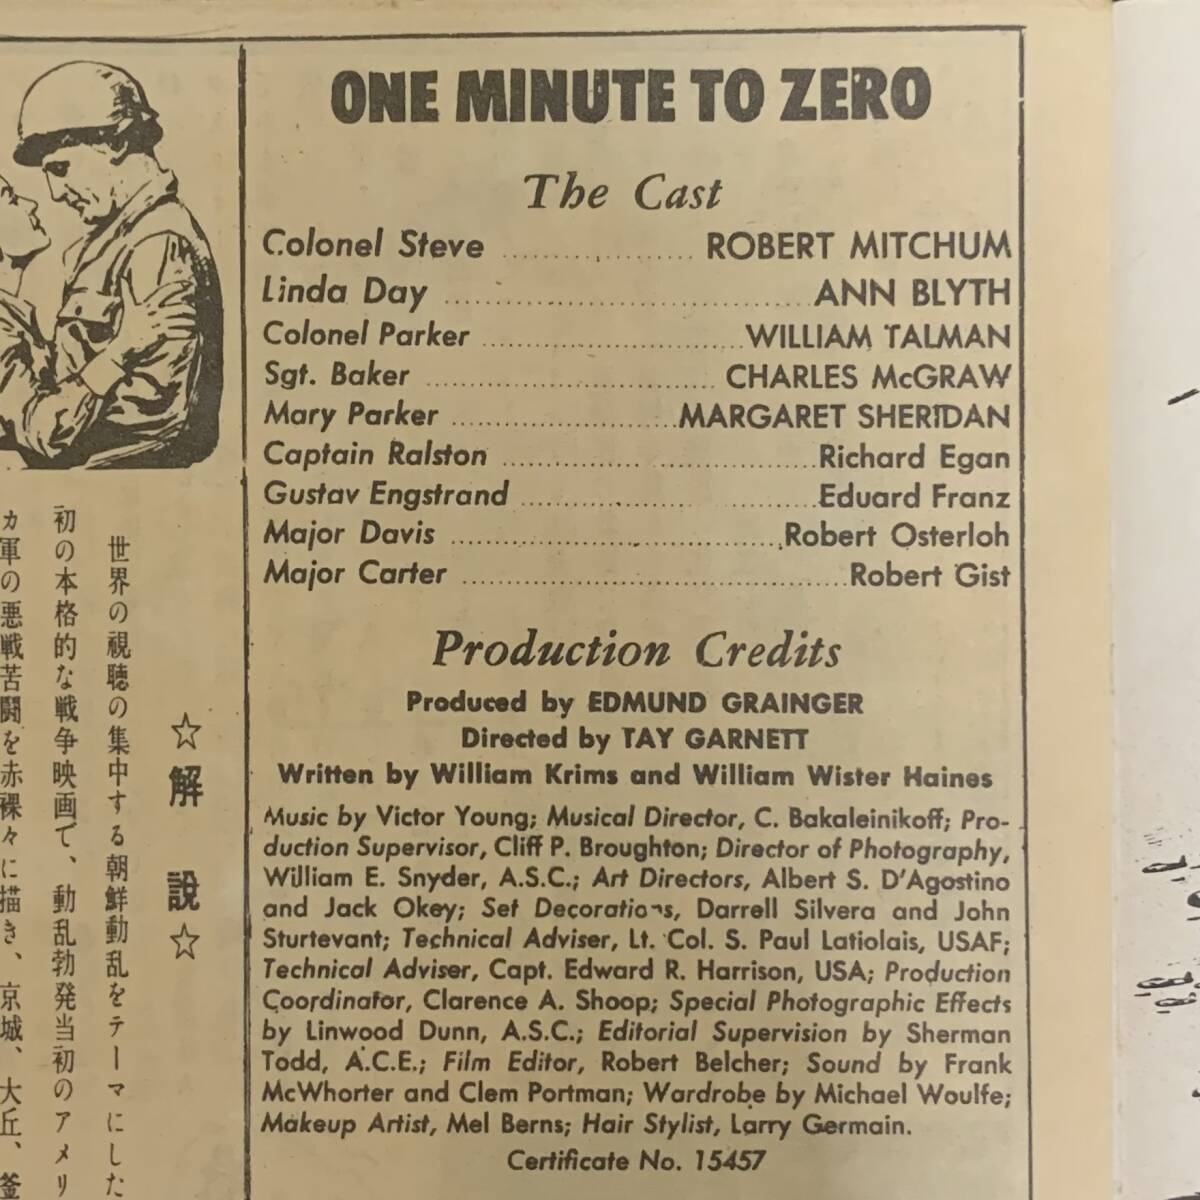 ONE MINUTE TO ZERO
The Cast
Colonel Steve .................... ROBERT MITCHUM
Linda Day .................... ANN BLYTH
Colonel Parker .................... WILLIAM TALMAN
Sgt. Baker .................... CHARLES McGRAW
Mary Parker .................... MARGARET SHERIDAN
Captain Ralston .................... Richard Egan
Gustav Engstrand .................... Eduard Franz
Major Davis .................... Robert Osterloh
Major Carter .................... Robert Gist
Production Credits
Produced by EDMUND GRAINGER
Directed by TAY GARNETT
Written by William Krims and William Wister Haines
Music by Victor Young; Musical Director, C. Bakaleinikoff; Pro-
duction Supervisor, Cliff P. Broughton; Director of Photography,
William E. Snyder, A.S.C.; Art Directors, Albert S. D'Agostino
and Jack Okey; Set Decorations, Darrell Silvera and John
Sturtevant; Technical Adviser, Lt. Col. S. Paul Latiolais, USAF;
Technical Adviser, Capt. Edward R. Harrison, USA; Production
Coordinator, Clarence A. Shoop; Special Photographic Effects
by Linwood Dunn, A.S.C.; Editorial Supervision by Sherman
Todd, A.C.E.; Film Editor, Robert Belcher; Sound by Frank
McWhorter and Clem Portman; Wardrobe by Michael Woulfe;
Makeup Artist, Mel Berns; Hair Stylist, Larry Germain.
Certificate No. 15457
☆解説☆
世界の視聴の集中する朝鮮動乱をテーマにした
初の本格的な戦争映画で、動乱勃発当初のアメリ
カ軍の悪戦苦闘を赤裸々に描き、京城、大丘、釜